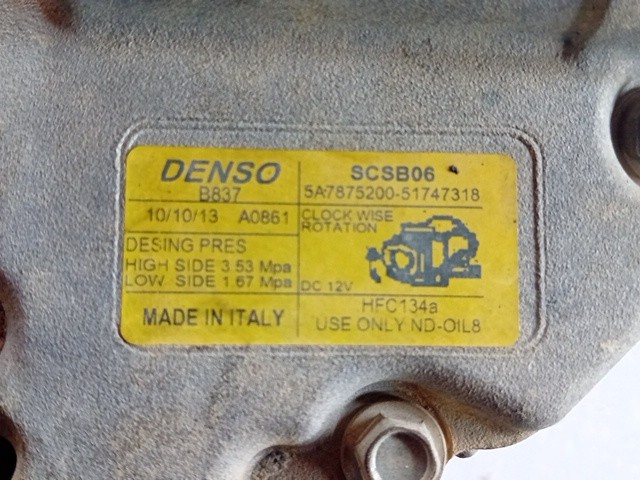 DENSO
B837
10/10/13 A0861
DESING PRES
HIGH SIDE 3.53 Mpa
LOW SIDE 1.67 Mpa
MADE IN ITALY
SCSB06
5A7875200-51747318
CLOCK WISE
ROTATION
DC 12V
HFC134a
USE ONLY ND-OIL8